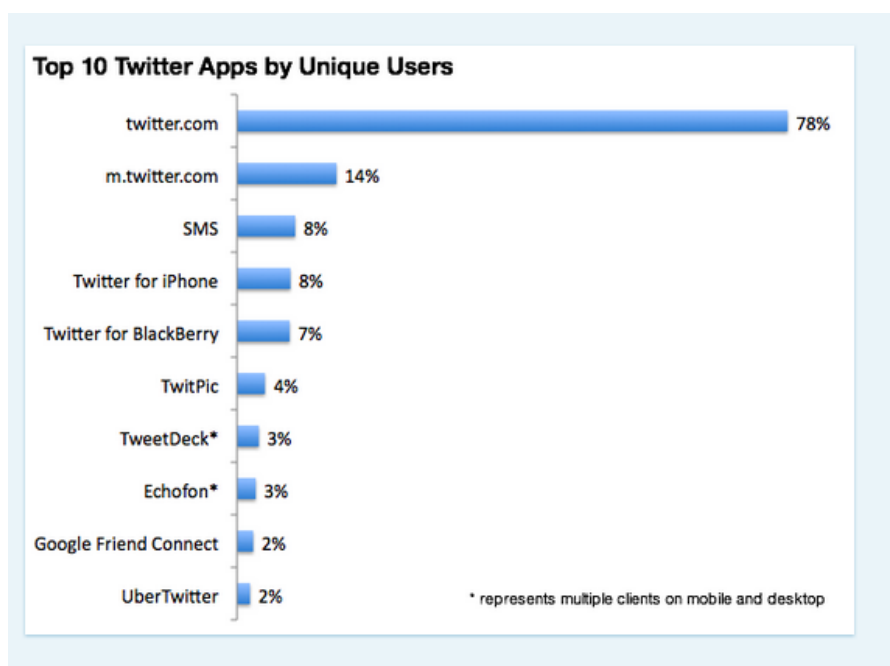 Top 10 Twitter Apps by Unique Users
twitter.com 78%
m.twitter.com 14%
SMS 8%
Twitter for iPhone 8%
Twitter for BlackBerry 7%
TwitPic 4%
TweetDeck* 3%
Echofon* 3%
Google Friend Connect 2%
UberTwitter 2%
* represents multiple clients on mobile and desktop